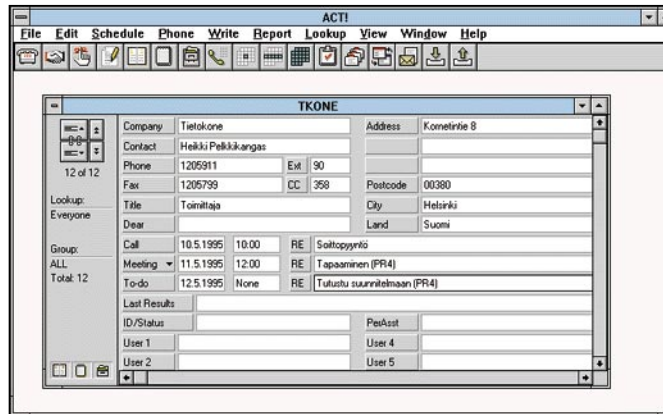 ACT!
File Edit Schedule Phone Write Report Lookup View Window Help
TKONE
12 of 12
Lookup:
Everyone
Group:
ALL
Total: 12
Company Tietokone Address Kometintie 8
Contact Heikki Pelkkikangas
Phone 1205911 Ext 90
Fax 1205799 CC 358 Postcode 00380
Title Toimittaja City Helsinki
Dear Land Suomi
Call 10.5.1995 10:00 RE Soittopyyntö
Meeting 11.5.1995 12:00 RE Tapaaminen (PR4)
To-do 12.5.1995 None RE Tutustu suunnitelmaan (PR4)
Last Results
ID/Status PerAsst
User 1 User 4
User 2 User 5